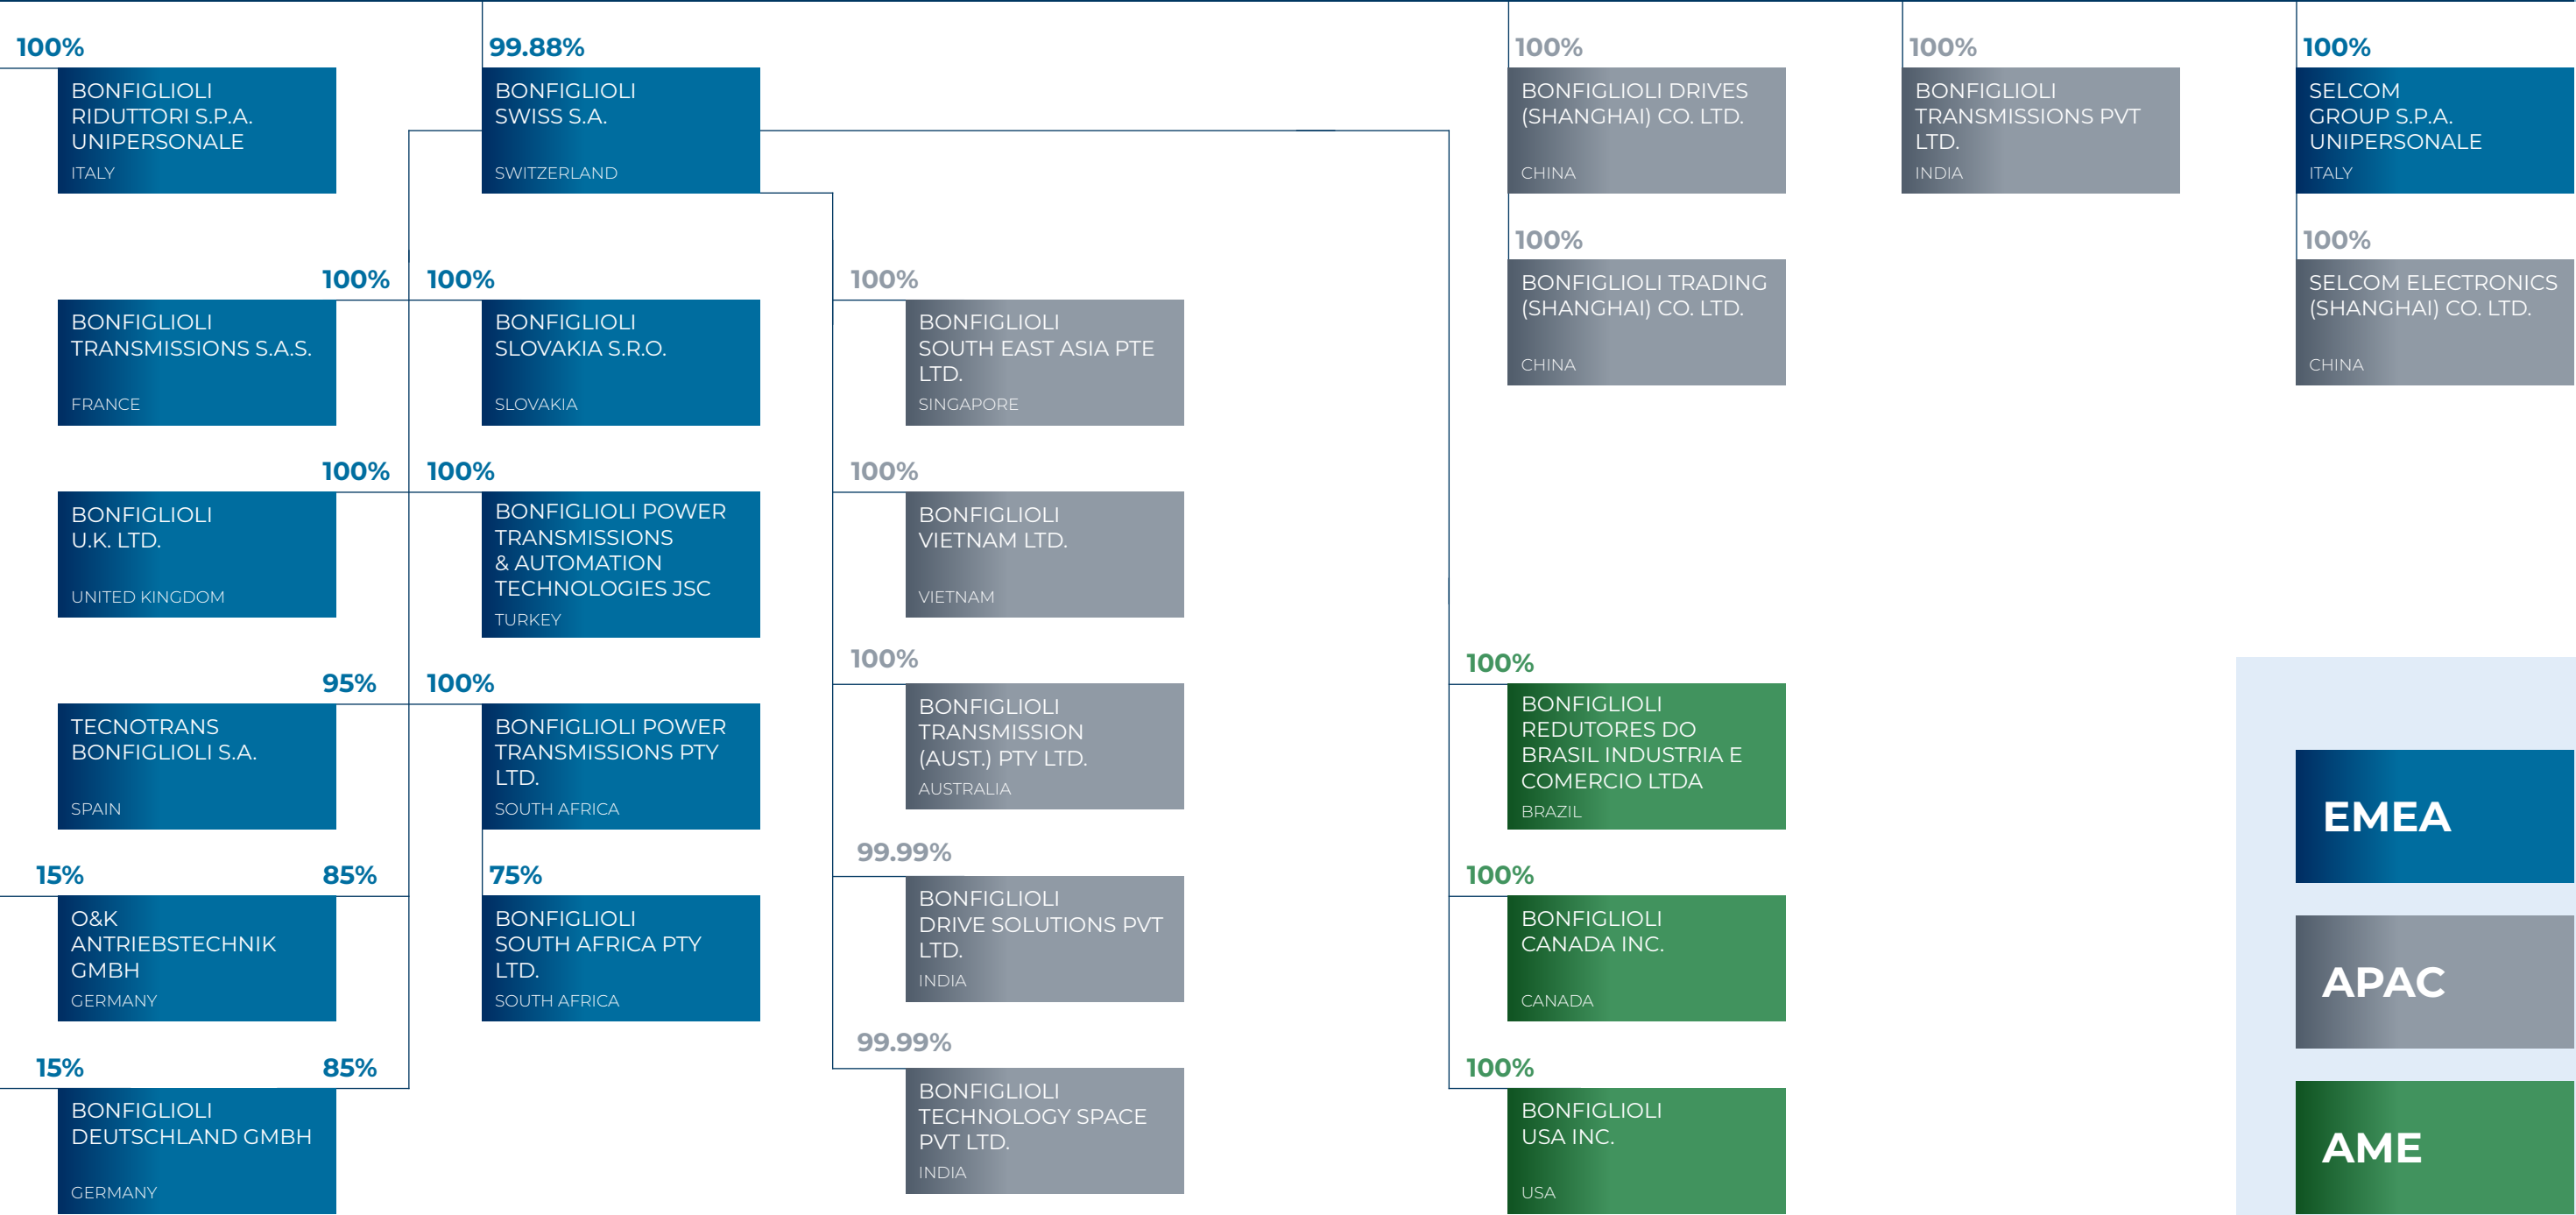 100%
BONFIGLIOLI
RIDUTTORI S.P.A.
UNIPERSONALE
ITALY
99.88%
BONFIGLIOLI
SWISS S.A.
SWITZERLAND
100%
BONFIGLIOLI DRIVES
(SHANGHAI) CO. LTD.
CHINA
100%
BONFIGLIOLI
TRANSMISSIONS PVT
LTD.
INDIA
100%
SELCOM
GROUP S.P.A.
UNIPERSONALE
ITALY
100%
BONFIGLIOLI TRADING
(SHANGHAI) CO. LTD.
CHINA
100%
SELCOM ELECTRONICS
(SHANGHAI) CO. LTD.
CHINA
100%
BONFIGLIOLI
TRANSMISSIONS S.A.S.
FRANCE
100%
BONFIGLIOLI
SLOVAKIA S.R.O.
SLOVAKIA
100%
BONFIGLIOLI
SOUTH EAST ASIA PTE
LTD.
SINGAPORE
100%
BONFIGLIOLI
U.K. LTD.
UNITED KINGDOM
100%
BONFIGLIOLI POWER
TRANSMISSIONS
& AUTOMATION
TECHNOLOGIES JSC
TURKEY
100%
BONFIGLIOLI
VIETNAM LTD.
VIETNAM
95%
TECNOTRANS
BONFIGLIOLI S.A.
SPAIN
100%
BONFIGLIOLI POWER
TRANSMISSIONS PTY
LTD.
SOUTH AFRICA
100%
BONFIGLIOLI
TRANSMISSION
(AUST.) PTY LTD.
AUSTRALIA
100%
BONFIGLIOLI
REDUTORES DO
BRASIL INDUSTRIA E
COMERCIO LTDA
BRAZIL
15%
85%
O&K
ANTRIEBSTECHNIK
GMBH
GERMANY
75%
BONFIGLIOLI
SOUTH AFRICA PTY
LTD.
SOUTH AFRICA
99.99%
BONFIGLIOLI
DRIVE SOLUTIONS PVT
LTD.
INDIA
100%
BONFIGLIOLI
CANADA INC.
CANADA
15%
85%
BONFIGLIOLI
DEUTSCHLAND GMBH
GERMANY
99.99%
BONFIGLIOLI
TECHNOLOGY SPACE
PVT LTD.
INDIA
100%
BONFIGLIOLI
USA INC.
USA
EMEA
APAC
AME